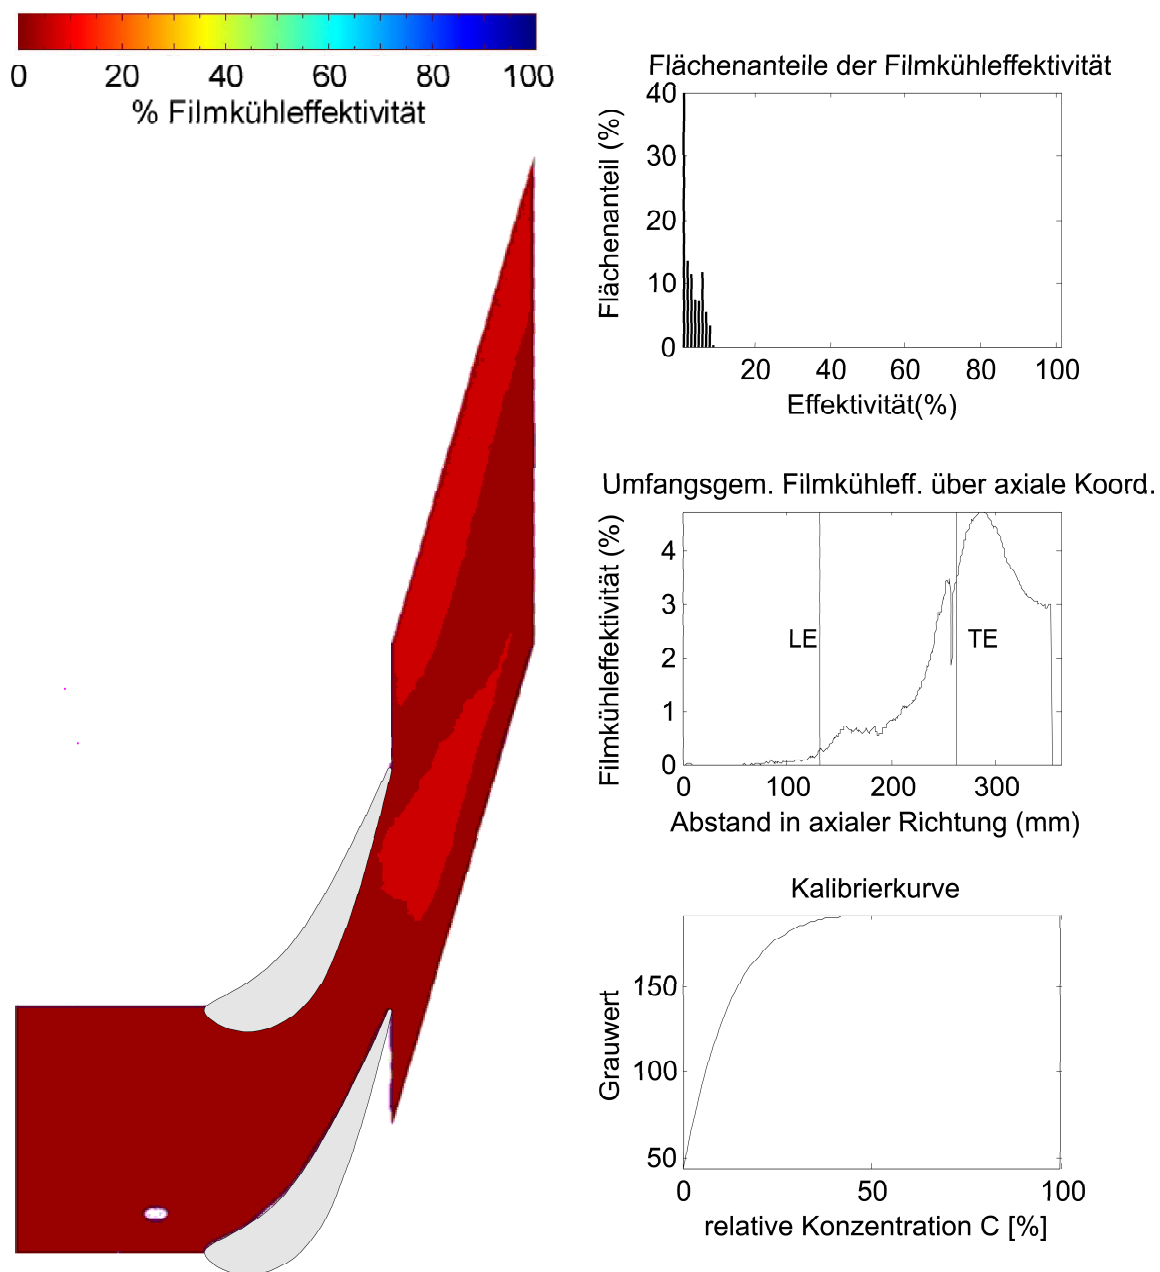 0 20 40 60 80 100
% Filmkühleffektivität
Flächenanteile der Filmkühleffektivität
40
30
20
10
0
Flächenanteil (%)
20 40 60 80 100
Effektivität(%)
Umfangsgem. Filmkühleff. über axiale Koord.
4
3
2
1
0
Filmkühleffektivität (%)
LE
TE
0 100 200 300
Abstand in axialer Richtung (mm)
Kalibrierkurve
150
100
50
Grauwert
0 50 100
relative Konzentration C [%]